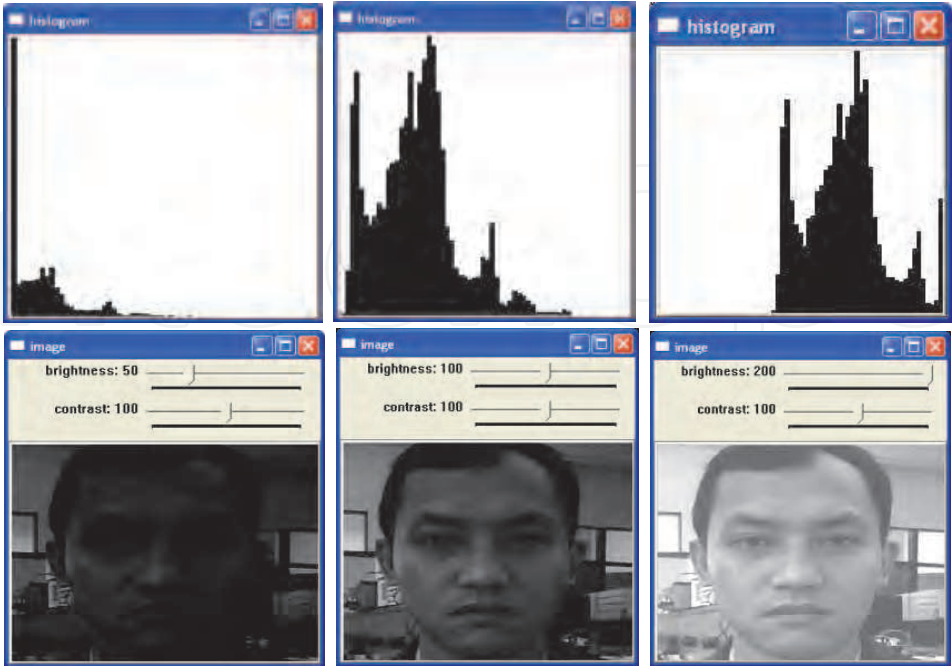 histogram
histogram
histogram
image
brightness: 50
contrast: 100
image
brightness: 100
contrast: 100
image
brightness: 200
contrast: 100